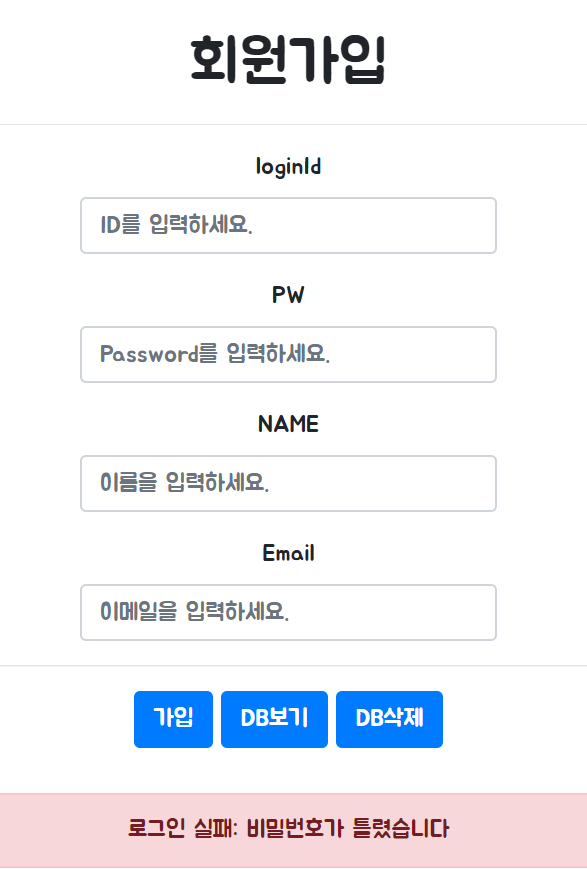 회원가입
loginId
ID를 입력하세요.
PW
Password를 입력하세요.
NAME
이름을 입력하세요.
Email
이메일을 입력하세요.
가입 DB보기 DB삭제
로그인 실패: 비밀번호가 틀렸습니다